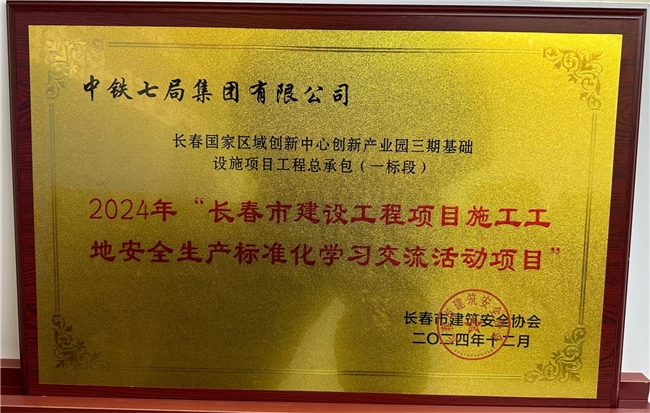 中铁七局集团有限公司
长春国家区域创新中心创新产业园三期基础
设施项目工程总承包(一标段)
2024年“长春市建设工程项目施工工
地安全生产标准化学习交流活动项目”
长春市建筑安全协会
二〇二四年十二月